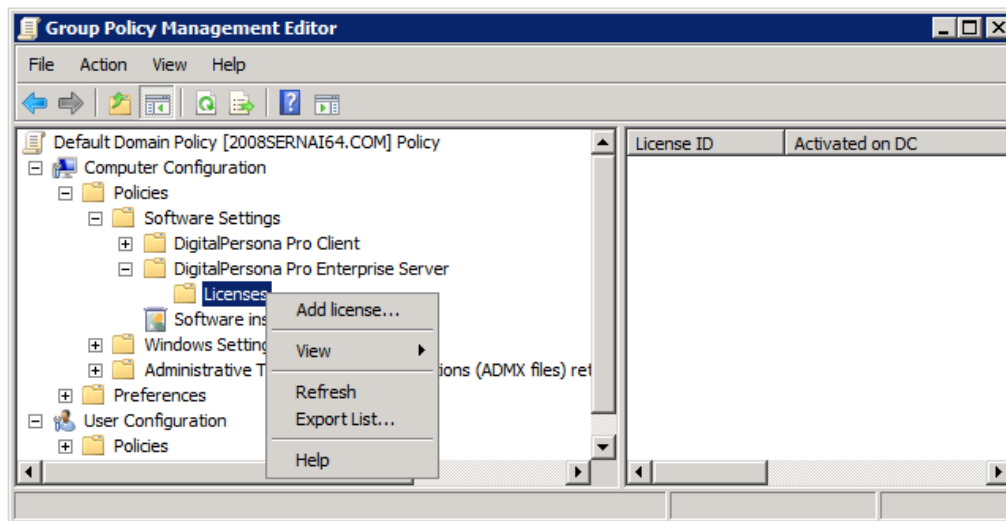 Group Policy Management Editor
File Action View Help
Default Domain Policy [2008SERNAI64.COM] Policy
License ID Activated on DC
Computer Configuration
Policies
Software Settings
DigitalPersona Pro Client
DigitalPersona Pro Enterprise Server
Licenses
Add license...
Software ins
Windows Setting
View
Administrative T ions (ADMX files) ret
Preferences
Refresh
User Configuration
Export List...
Policies
Help